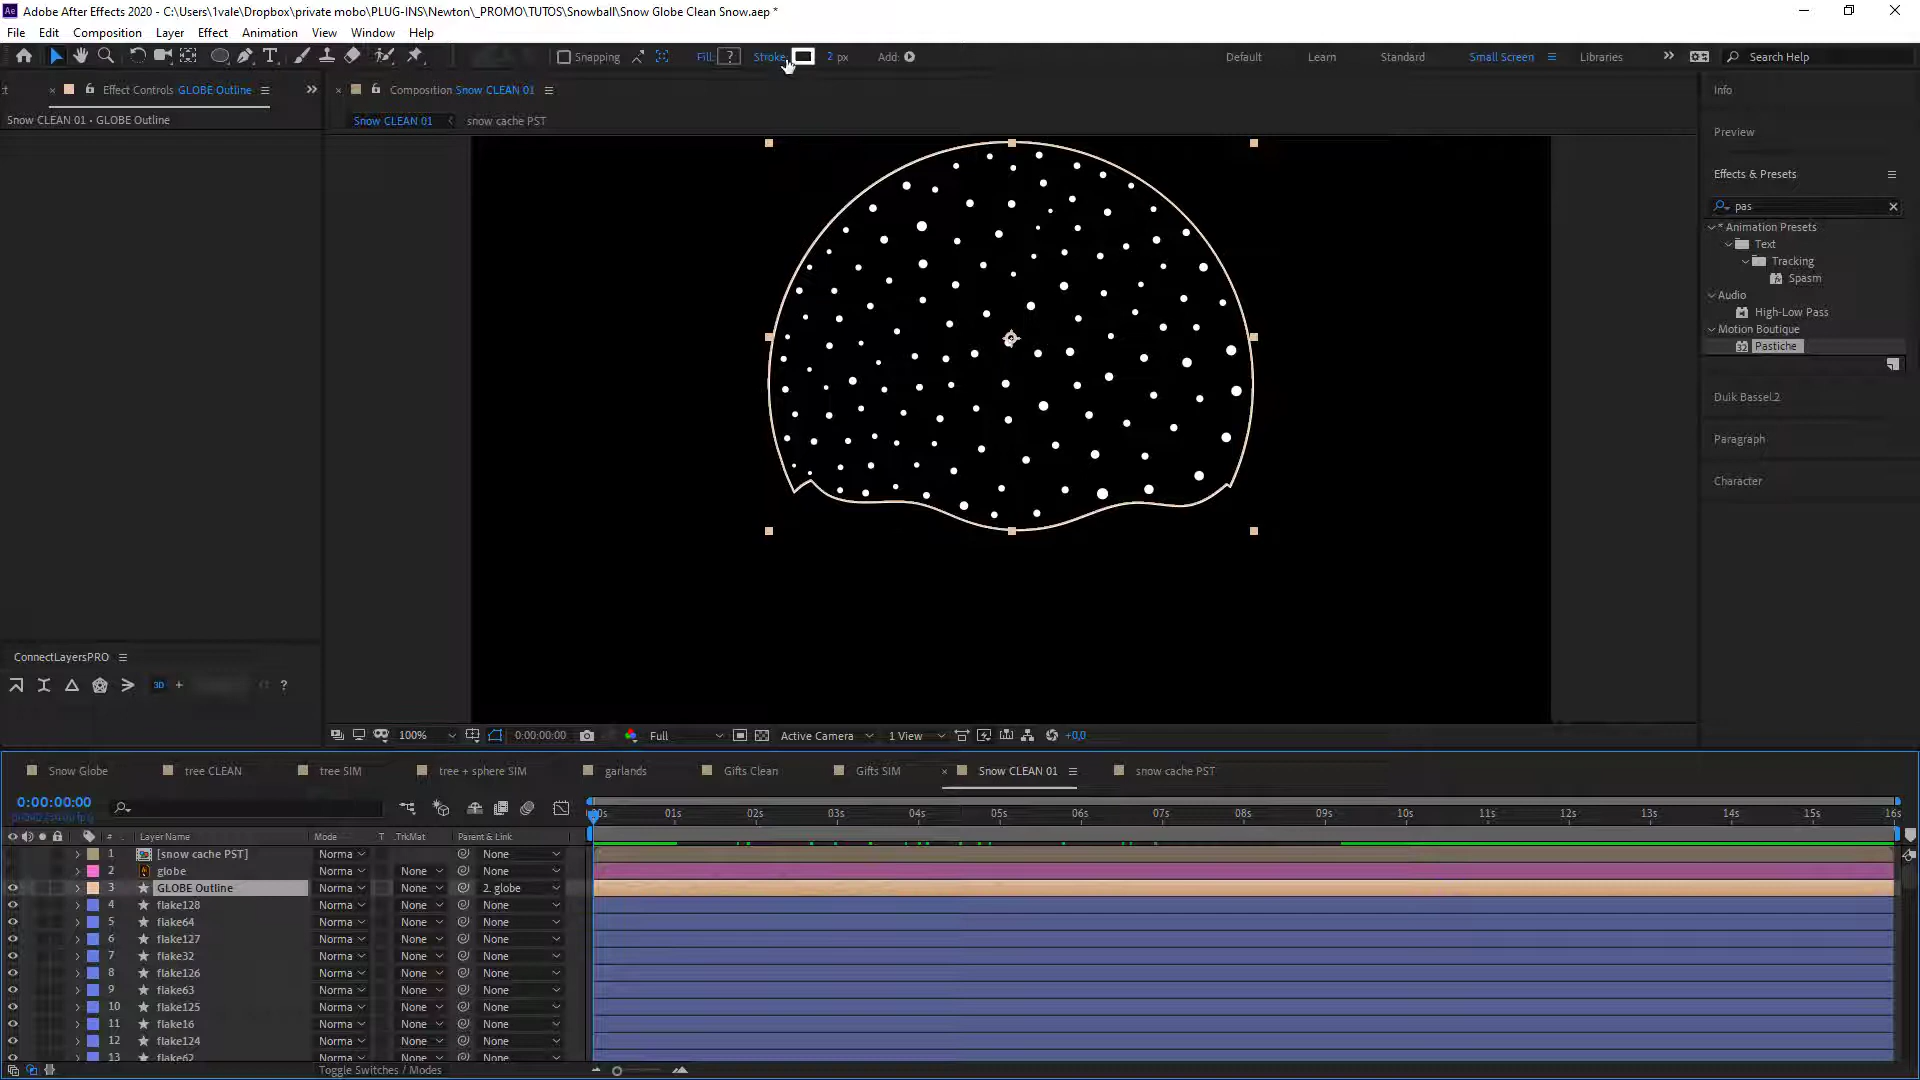 Adobe After Effects 2020 - C:\Users\1vale\Dropbox\private mobo\PLUG-INS\Newton\_PROMO\TUTOS\Snowball\Snow Globe Clean Snow.aep *
File Edit Composition Layer Effect Animation View Window Help
Snapping Fill: ? Stroke: 2 px Add: Default Learn Standard Small Screen Libraries Search Help
Effect Controls GLOBE Outline
Composition Snow CLEAN 01
Info
Snow CLEAN 01 • GLOBE Outline
Snow CLEAN 01 snow cache PST
Preview
Effects & Presets
pas
* Animation Presets
Text
Tracking
Spasm
Audio
High-Low Pass
Motion Boutique
32 Pastiche
Duik Bassel.2
Paragraph
Character
ConnectLayersPRO
3D + ?
100% 0:00:00:00 Full Active Camera 1 View +0,0
Snow Globe tree CLEAN tree SIM tree + sphere SIM garlands Gifts Clean Gifts SIM Snow CLEAN 01 snow cache PST
0:00:00:00
00s 01s 02s 03s 04s 05s 06s 07s 08s 09s 10s 11s 12s 13s 14s 15s 16s
# Layer Name Mode T .TrkMat Parent & Link
1 [snow cache PST] Norma None
2 globe Norma None None
3 GLOBE Outline Norma None 2. globe
4 flake128 Norma None None
5 flake64 Norma None None
6 flake127 Norma None None
7 flake32 Norma None None
8 flake126 Norma None None
9 flake63 Norma None None
10 flake125 Norma None None
11 flake16 Norma None None
12 flake124 Norma None None
13 flake62 Norma None None
Toggle Switches / Modes